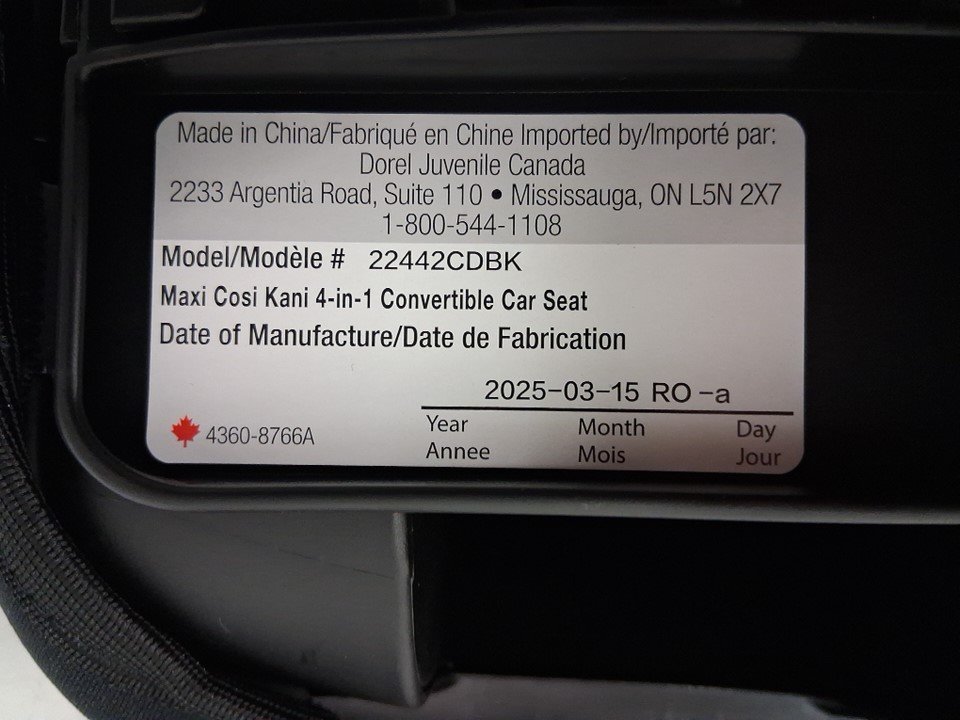 Made in China/Fabriqué en Chine Imported by/Importé par:
Dorel Juvenile Canada
2233 Argentia Road, Suite 110 • Mississauga, ON L5N 2X7
1-800-544-1108
Model/Modèle # 22442CDBK
Maxi Cosi Kani 4-in-1 Convertible Car Seat
Date of Manufacture/Date de Fabrication
2025-03-15 RO -a
Year Month Day
Annee Mois Jour
4360-8766A